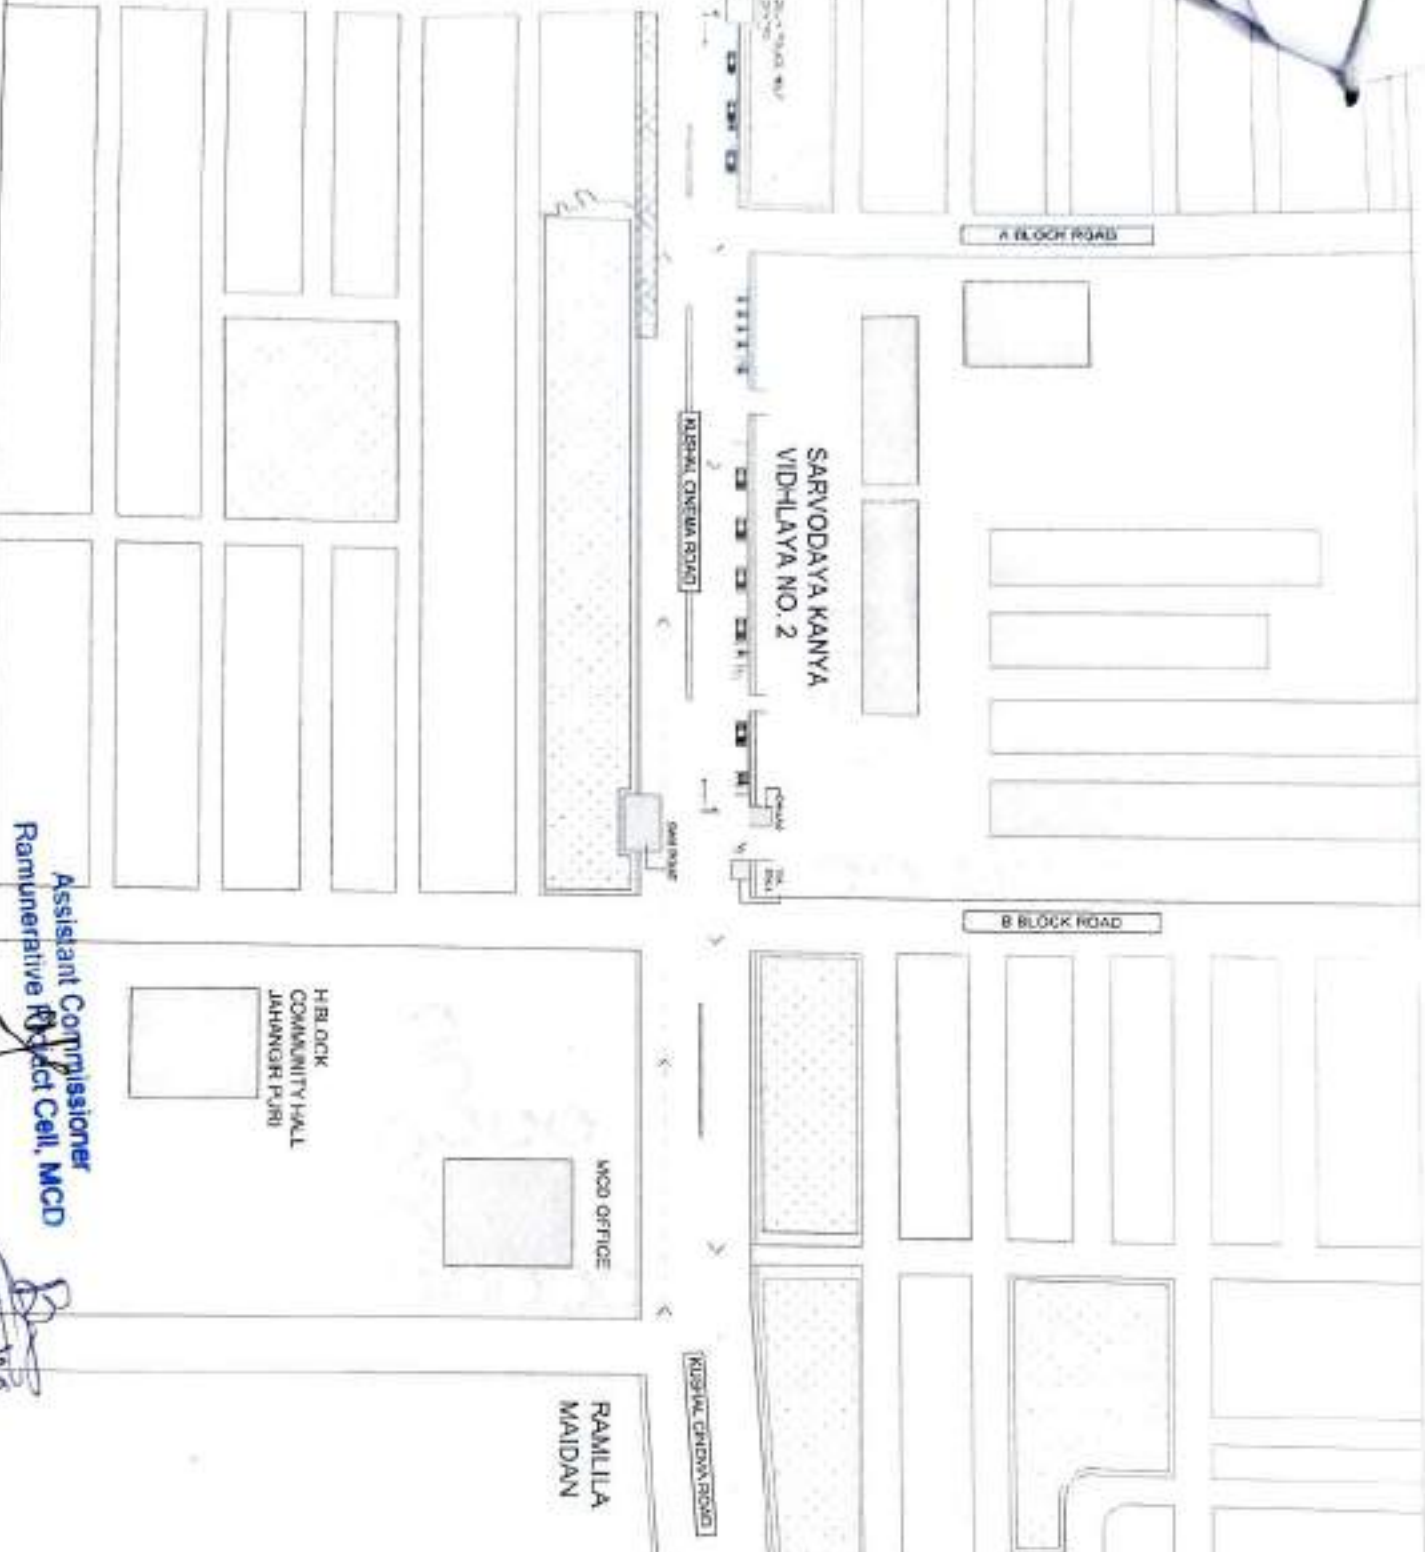 A BLOCK ROAD
KUSHAL CINEMA ROAD
SARVODAYA KANYA
VIDHLAYA NO. 2
B BLOCK ROAD
H BLOCK
COMMUNITY HALL
JAHANGIR PURI
MCD OFFICE
RAMLILA
MAIDAN
KUSHAL CINEMA ROAD
Assistant Commissioner
Ramunerative Project Cell, MCD